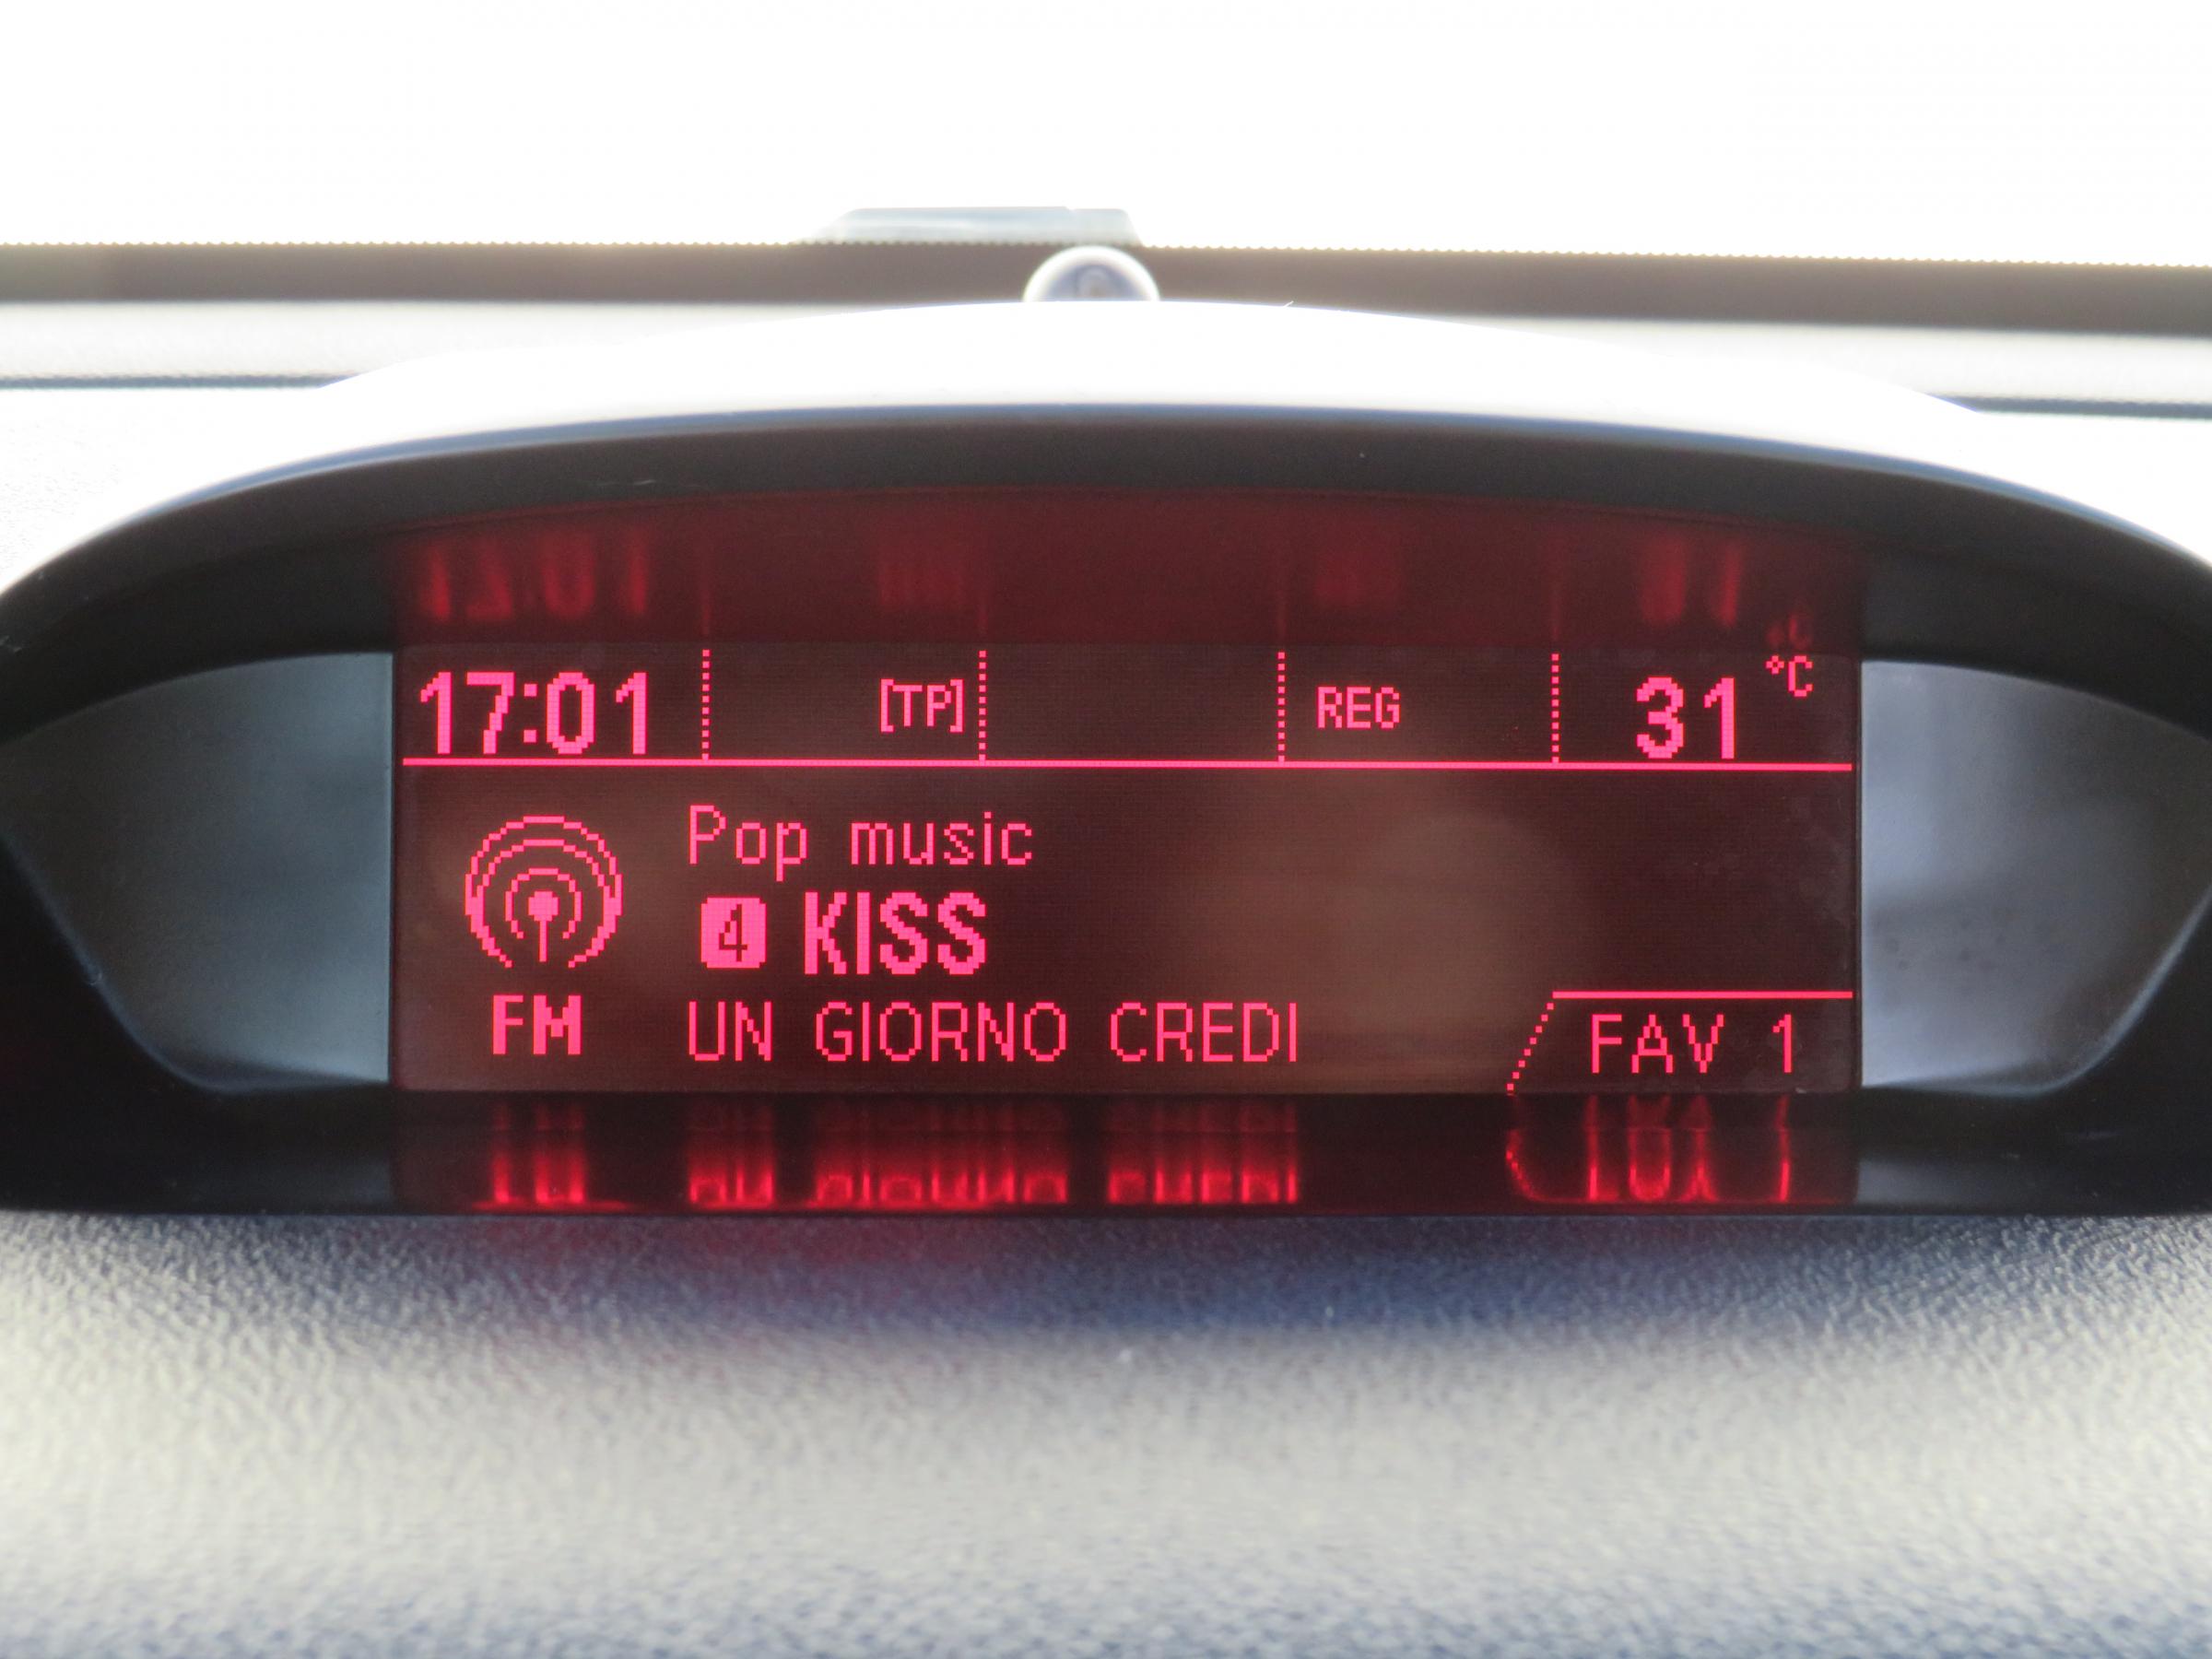 17:01 [TP] REG 31 °C
Pop music
4 KISS
FM UN GIORNO CREDI FAV 1